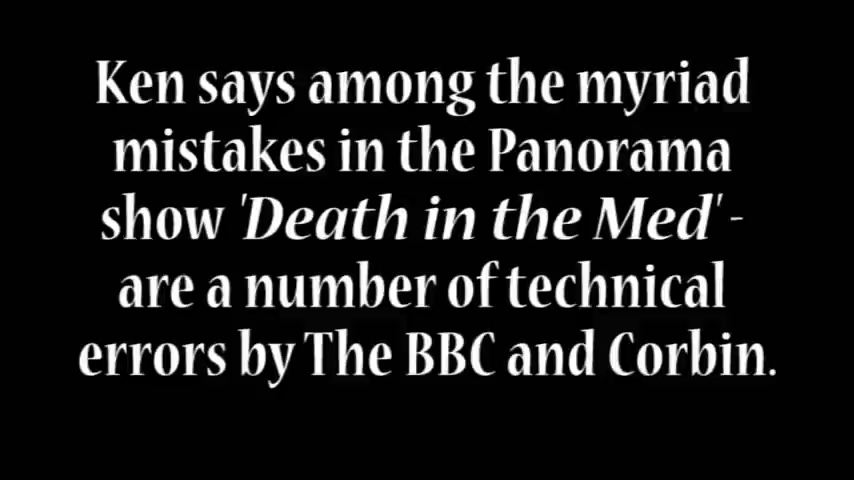 Ken says among the myriad
mistakes in the Panorama
show 'Death in the Med' -
are a number of technical
errors by The BBC and Corbin.